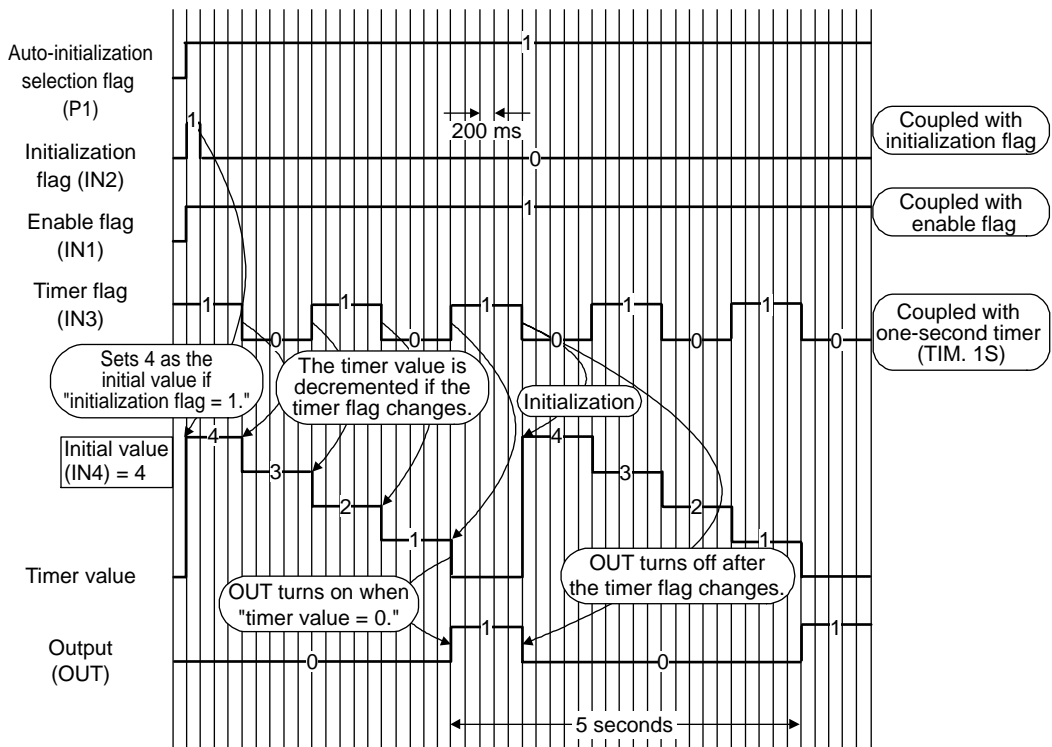 Auto-initialization
selection flag
(P1)
1
200 ms
1
Initialization
flag (IN2)
0
Coupled with
initialization flag
Enable flag
(IN1)
1
Coupled with
enable flag
Timer flag
(IN3)
1
0
1
0
1
0
1
0
1
0
Coupled with
one-second timer
(TIM. 1S)
Sets 4 as the
initial value if
"initialization flag = 1."
The timer value is
decremented if the
timer flag changes.
Initialization
Initial value
(IN4) = 4
4
3
2
1
4
3
2
1
Timer value
OUT turns on when
"timer value = 0."
OUT turns off after
the timer flag changes.
Output
(OUT)
0
1
0
1
5 seconds